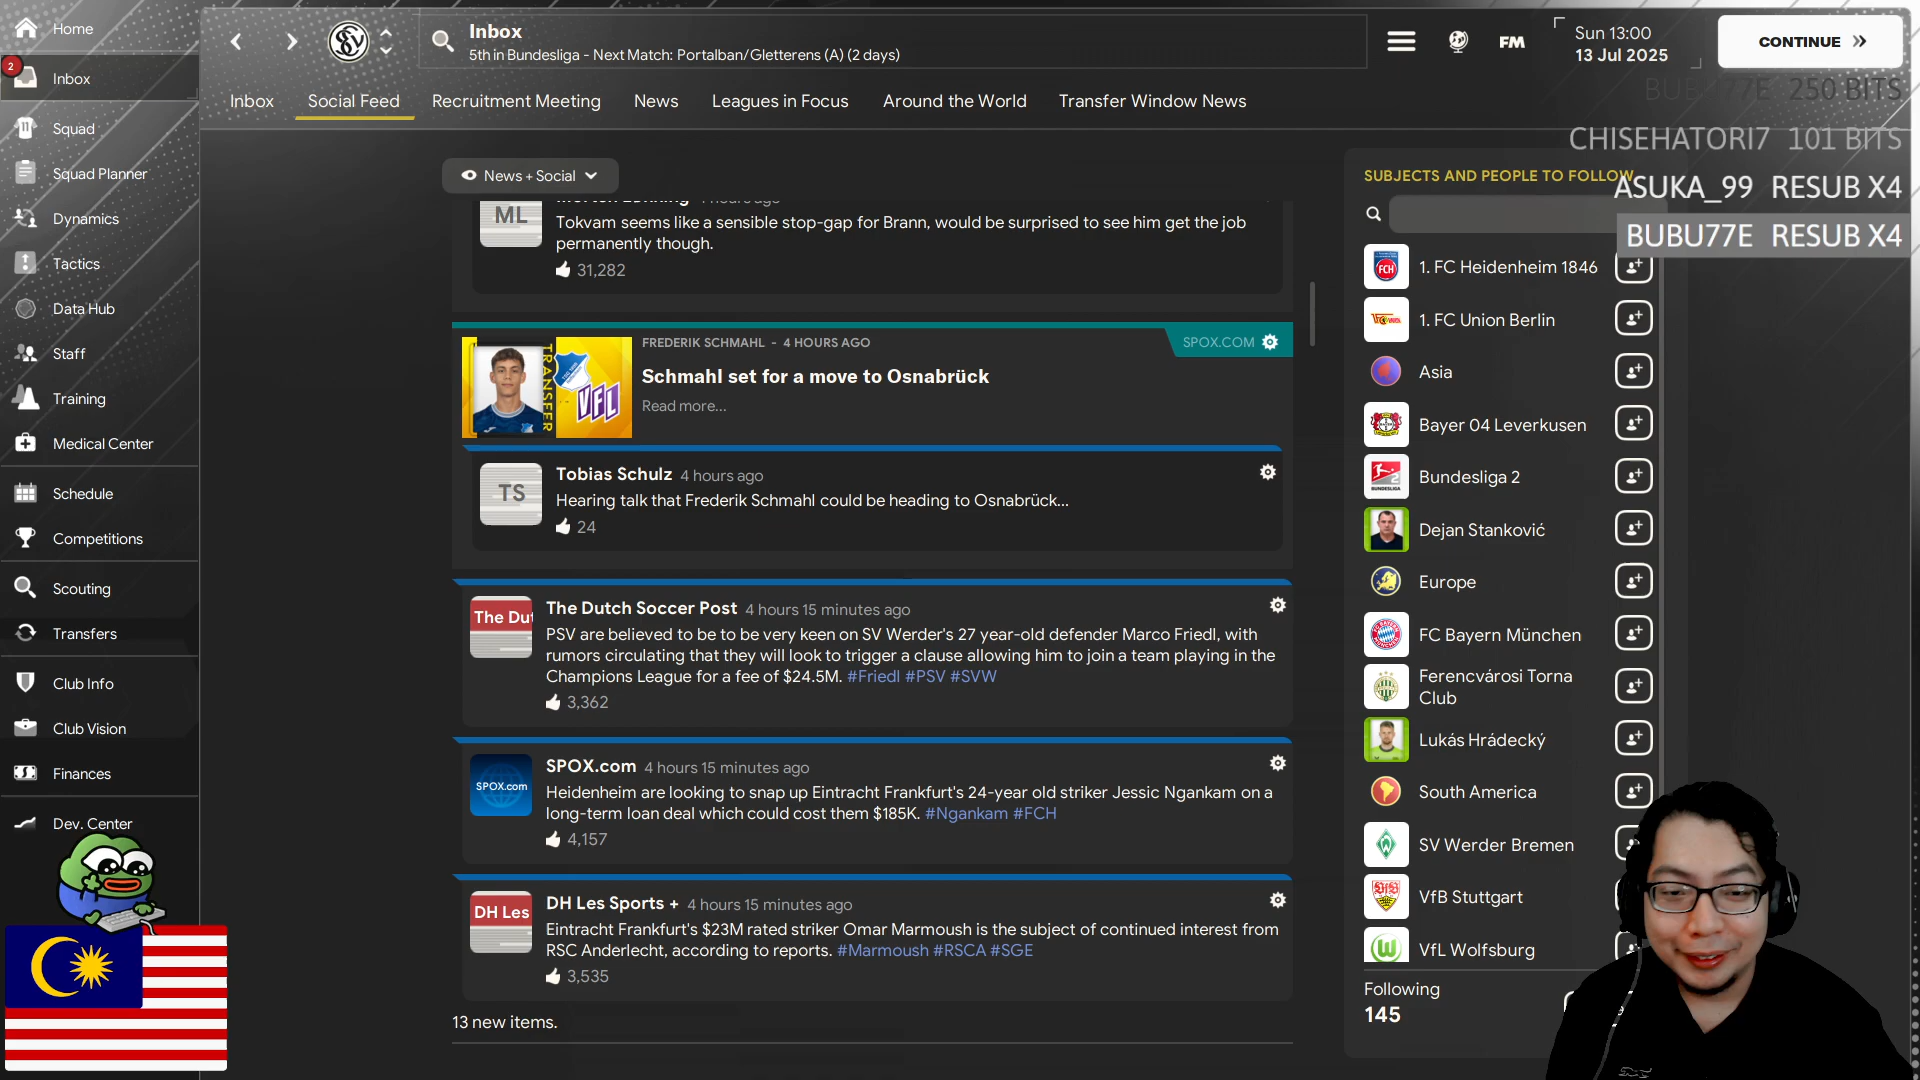 Home
2
Inbox
Squad
Squad Planner
Dynamics
Tactics
Data Hub
Staff
Training
Medical Center
Schedule
Competitions
Scouting
Transfers
Club Info
Club Vision
Finances
Dev. Center
Inbox
5th in Bundesliga - Next Match: Portalban/Gletterens (A) (2 days)
FM
Sun 13:00
13 Jul 2025
CONTINUE
Inbox Social Feed Recruitment Meeting News Leagues in Focus Around the World Transfer Window News
BUBU77E 250 BITS
CHISEHATORI7 101 BITS
ASUKA_99 RESUB X4
BUBU77E RESUB X4
News + Social
ML
Tokvam seems like a sensible stop-gap for Brann, would be surprised to see him get the job
permanently though.
31,282
FREDERIK SCHMAHL - 4 HOURS AGO
SPOX.COM
TRANSFER
VFL
Schmahl set for a move to Osnabrück
Read more...
TS
Tobias Schulz 4 hours ago
Hearing talk that Frederik Schmahl could be heading to Osnabrück...
24
The Dut
The Dutch Soccer Post 4 hours 15 minutes ago
PSV are believed to be to be very keen on SV Werder's 27 year-old defender Marco Friedl, with
rumors circulating that they will look to trigger a clause allowing him to join a team playing in the
Champions League for a fee of $24.5M. #Friedl #PSV #SVW
3,362
SPOX.com
SPOX.com 4 hours 15 minutes ago
Heidenheim are looking to snap up Eintracht Frankfurt's 24-year old striker Jessic Ngankam on a
long-term loan deal which could cost them $185K. #Ngankam #FCH
4,157
DH Les
DH Les Sports + 4 hours 15 minutes ago
Eintracht Frankfurt's $23M rated striker Omar Marmoush is the subject of continued interest from
RSC Anderlecht, according to reports. #Marmoush #RSCA #SGE
3,535
13 new items.
SUBJECTS AND PEOPLE TO FOLLOW
1. FC Heidenheim 1846
1. FC Union Berlin
Asia
Bayer 04 Leverkusen
Bundesliga 2
Dejan Stanković
Europe
FC Bayern München
Ferencvárosi Torna
Club
Lukás Hrádecký
South America
SV Werder Bremen
VfB Stuttgart
VfL Wolfsburg
Following
145